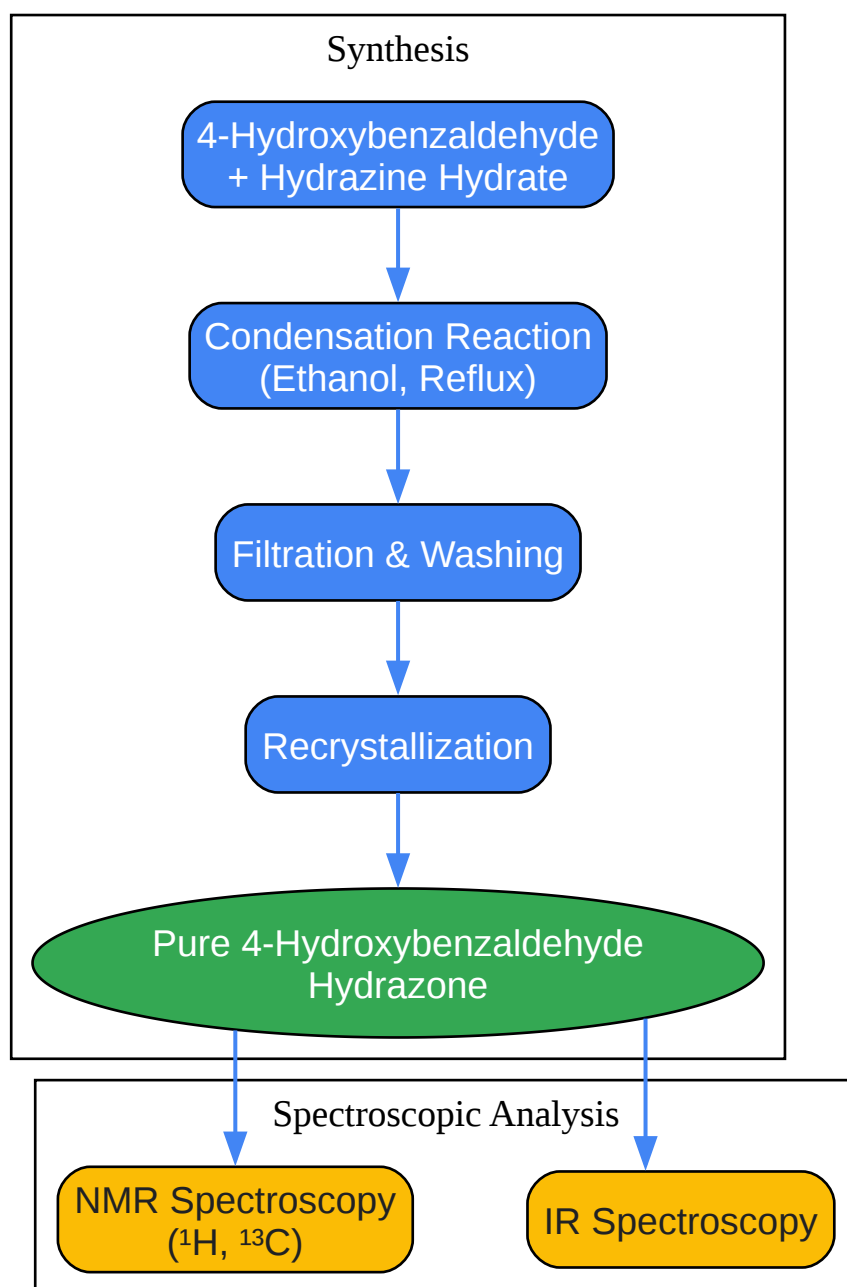 Synthesis
4-Hydroxybenzaldehyde
+ Hydrazine Hydrate
Condensation Reaction
(Ethanol, Reflux)
Filtration & Washing
Recrystallization
Pure 4-Hydroxybenzaldehyde
Hydrazone
Spectroscopic Analysis
NMR Spectroscopy
(¹H, ¹³C)
IR Spectroscopy